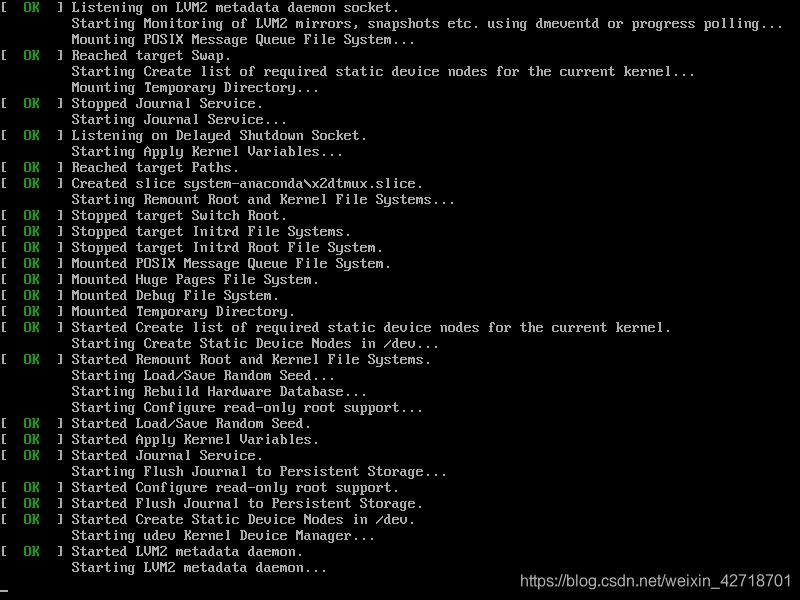 [  OK  ] Listening on LVM2 metadata daemon socket.
         Starting Monitoring of LVM2 mirrors, snapshots etc. using dmeventd or progress polling...
         Mounting POSIX Message Queue File System...
[  OK  ] Reached target Swap.
         Starting Create list of required static device nodes for the current kernel...
         Mounting Temporary Directory...
[  OK  ] Stopped Journal Service.
         Starting Journal Service...
[  OK  ] Listening on Delayed Shutdown Socket.
         Starting Apply Kernel Variables...
[  OK  ] Reached target Paths.
[  OK  ] Created slice system-anaconda\x2dtmux.slice.
         Starting Remount Root and Kernel File Systems...
[  OK  ] Stopped target Switch Root.
[  OK  ] Stopped target Initrd File Systems.
[  OK  ] Stopped target Initrd Root File System.
[  OK  ] Mounted POSIX Message Queue File System.
[  OK  ] Mounted Huge Pages File System.
[  OK  ] Mounted Debug File System.
[  OK  ] Mounted Temporary Directory.
[  OK  ] Started Create list of required static device nodes for the current kernel.
         Starting Create Static Device Nodes in /dev...
[  OK  ] Started Remount Root and Kernel File Systems.
         Starting Load/Save Random Seed...
         Starting Rebuild Hardware Database...
         Starting Configure read-only root support...
[  OK  ] Started Load/Save Random Seed.
[  OK  ] Started Apply Kernel Variables.
[  OK  ] Started Journal Service.
         Starting Flush Journal to Persistent Storage...
[  OK  ] Started Configure read-only root support.
[  OK  ] Started Flush Journal to Persistent Storage.
[  OK  ] Started Create Static Device Nodes in /dev.
         Starting udev Kernel Device Manager...
[  OK  ] Started LVM2 metadata daemon.
         Starting LVM2 metadata daemon...
https://blog.csdn.net/weixin_42718701